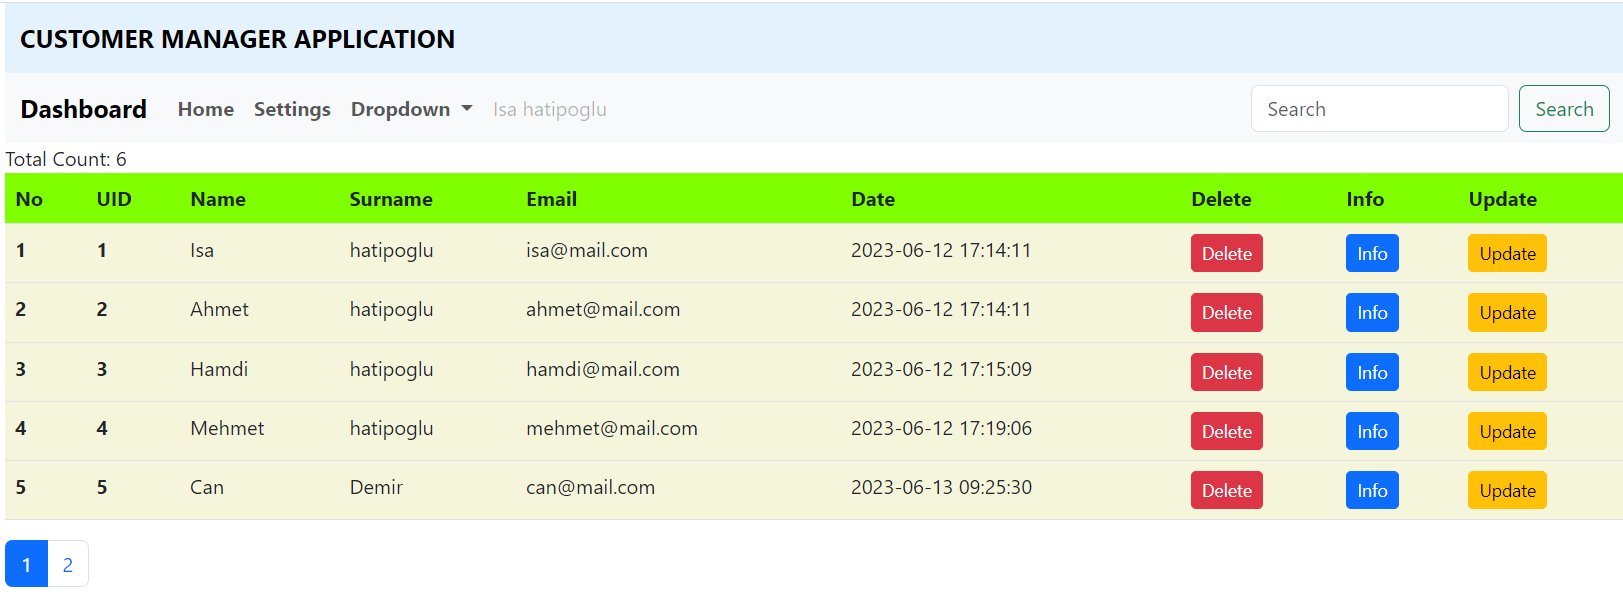 CUSTOMER MANAGER APPLICATION
Dashboard Home Settings Dropdown Isa hatipoglu Search Search
Total Count: 6
No UID Name Surname Email Date Delete Info Update
1 1 Isa hatipoglu isa@mail.com 2023-06-12 17:14:11 Delete Info Update
2 2 Ahmet hatipoglu ahmet@mail.com 2023-06-12 17:14:11 Delete Info Update
3 3 Hamdi hatipoglu hamdi@mail.com 2023-06-12 17:15:09 Delete Info Update
4 4 Mehmet hatipoglu mehmet@mail.com 2023-06-12 17:19:06 Delete Info Update
5 5 Can Demir can@mail.com 2023-06-13 09:25:30 Delete Info Update
1 2